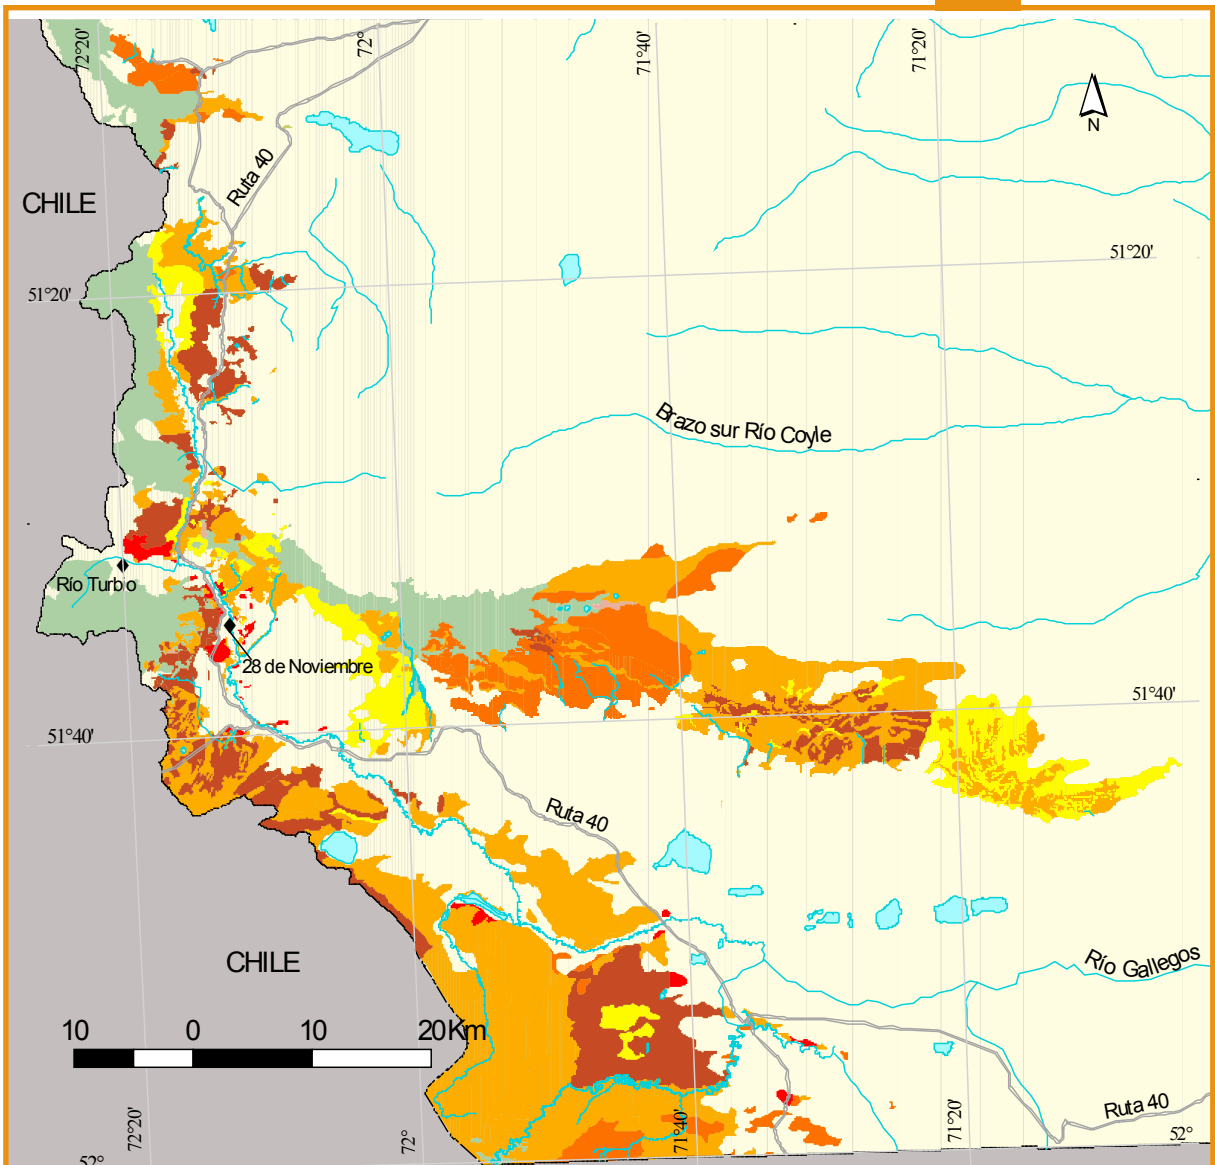 72°20'
72°
71°40'
71°20'
N
Ruta 40
CHILE
51°20'
51°20'
Brazo sur Río Coyle
Río Turbio
28 de Noviembre
51°40'
51°40'
Ruta 40
CHILE
Río Gallegos
10 0 10 20Km
72°20'
72°
71°40'
71°20'
Ruta 40
52°
52°